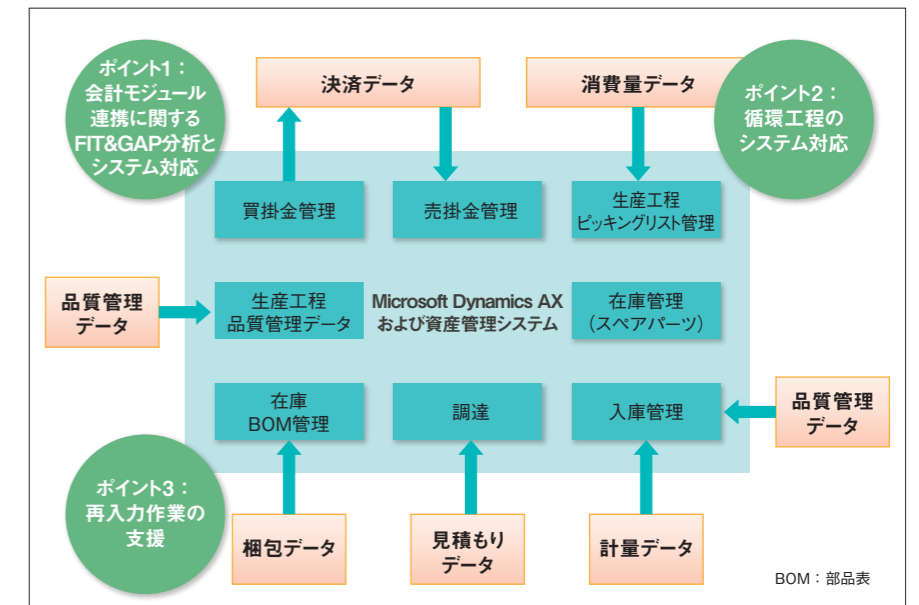 ポイント1：
会計モジュール
連携に関する
FIT&GAP分析と
システム対応
決済データ
消費量データ
ポイント2：
循環工程の
システム対応
買掛金管理
売掛金管理
生産工程
ピッキングリスト管理
品質管理
データ
生産工程
品質管理データ
Microsoft Dynamics AX
および資産管理システム
在庫管理
（スペアパーツ）
在庫
BOM管理
調達
入庫管理
品質管理
データ
ポイント3：
再入力作業の
支援
梱包データ
見積もり
データ
計量データ
BOM：部品表